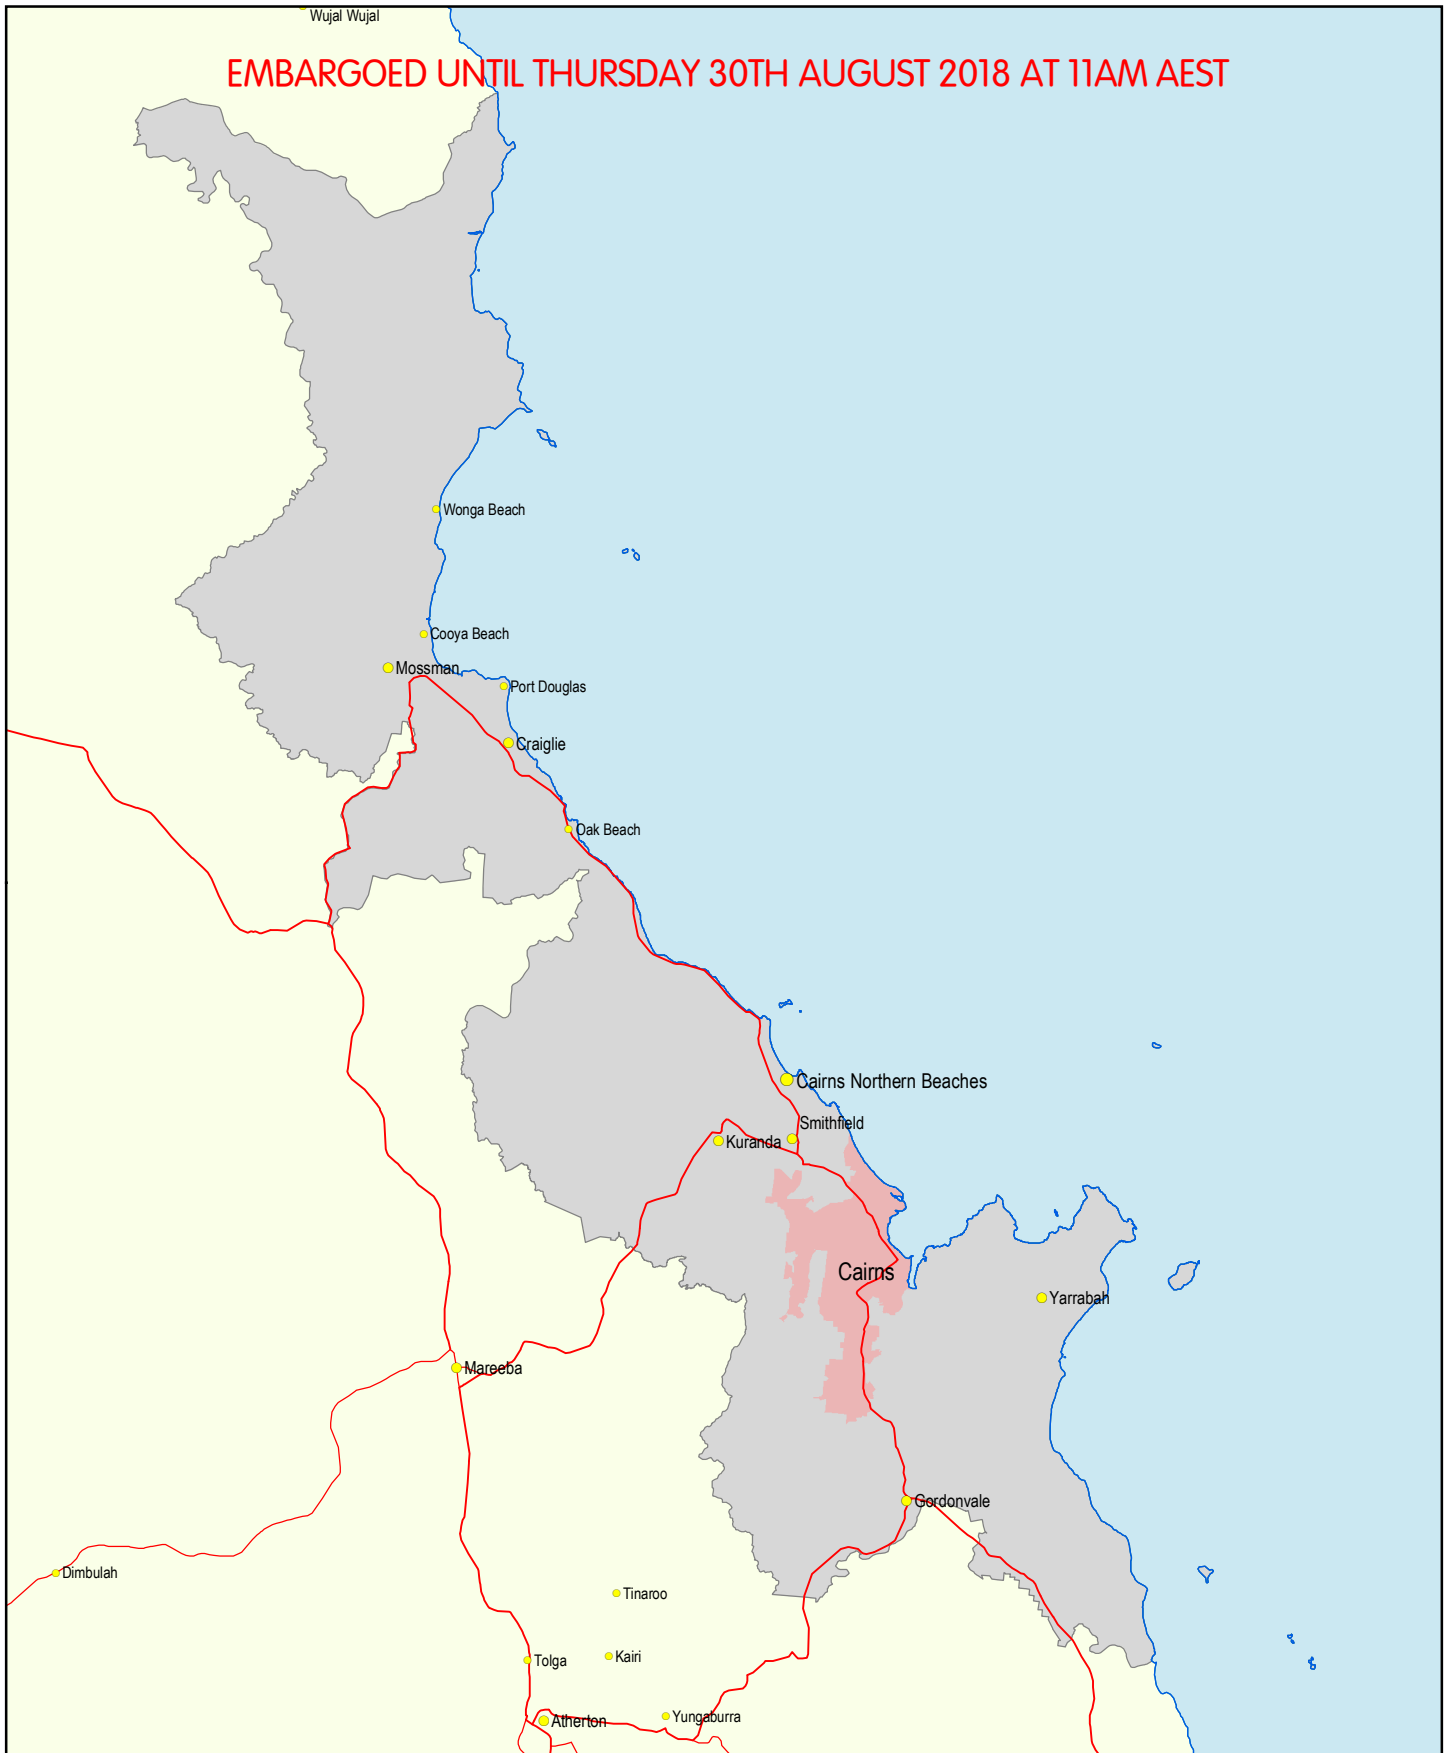 Wujal Wujal
EMBARGOED UNTIL THURSDAY 30TH AUGUST 2018 AT 11AM AEST
Wonga Beach
Cooya Beach
Mossman
Port Douglas
Craiglie
Oak Beach
Cairns Northern Beaches
Smithfield
Kuranda
Cairns
Yarrabah
Mareeba
Gordonvale
Dimbulah
Tinaroo
Kairi
Tolga
Yungaburra
Atherton